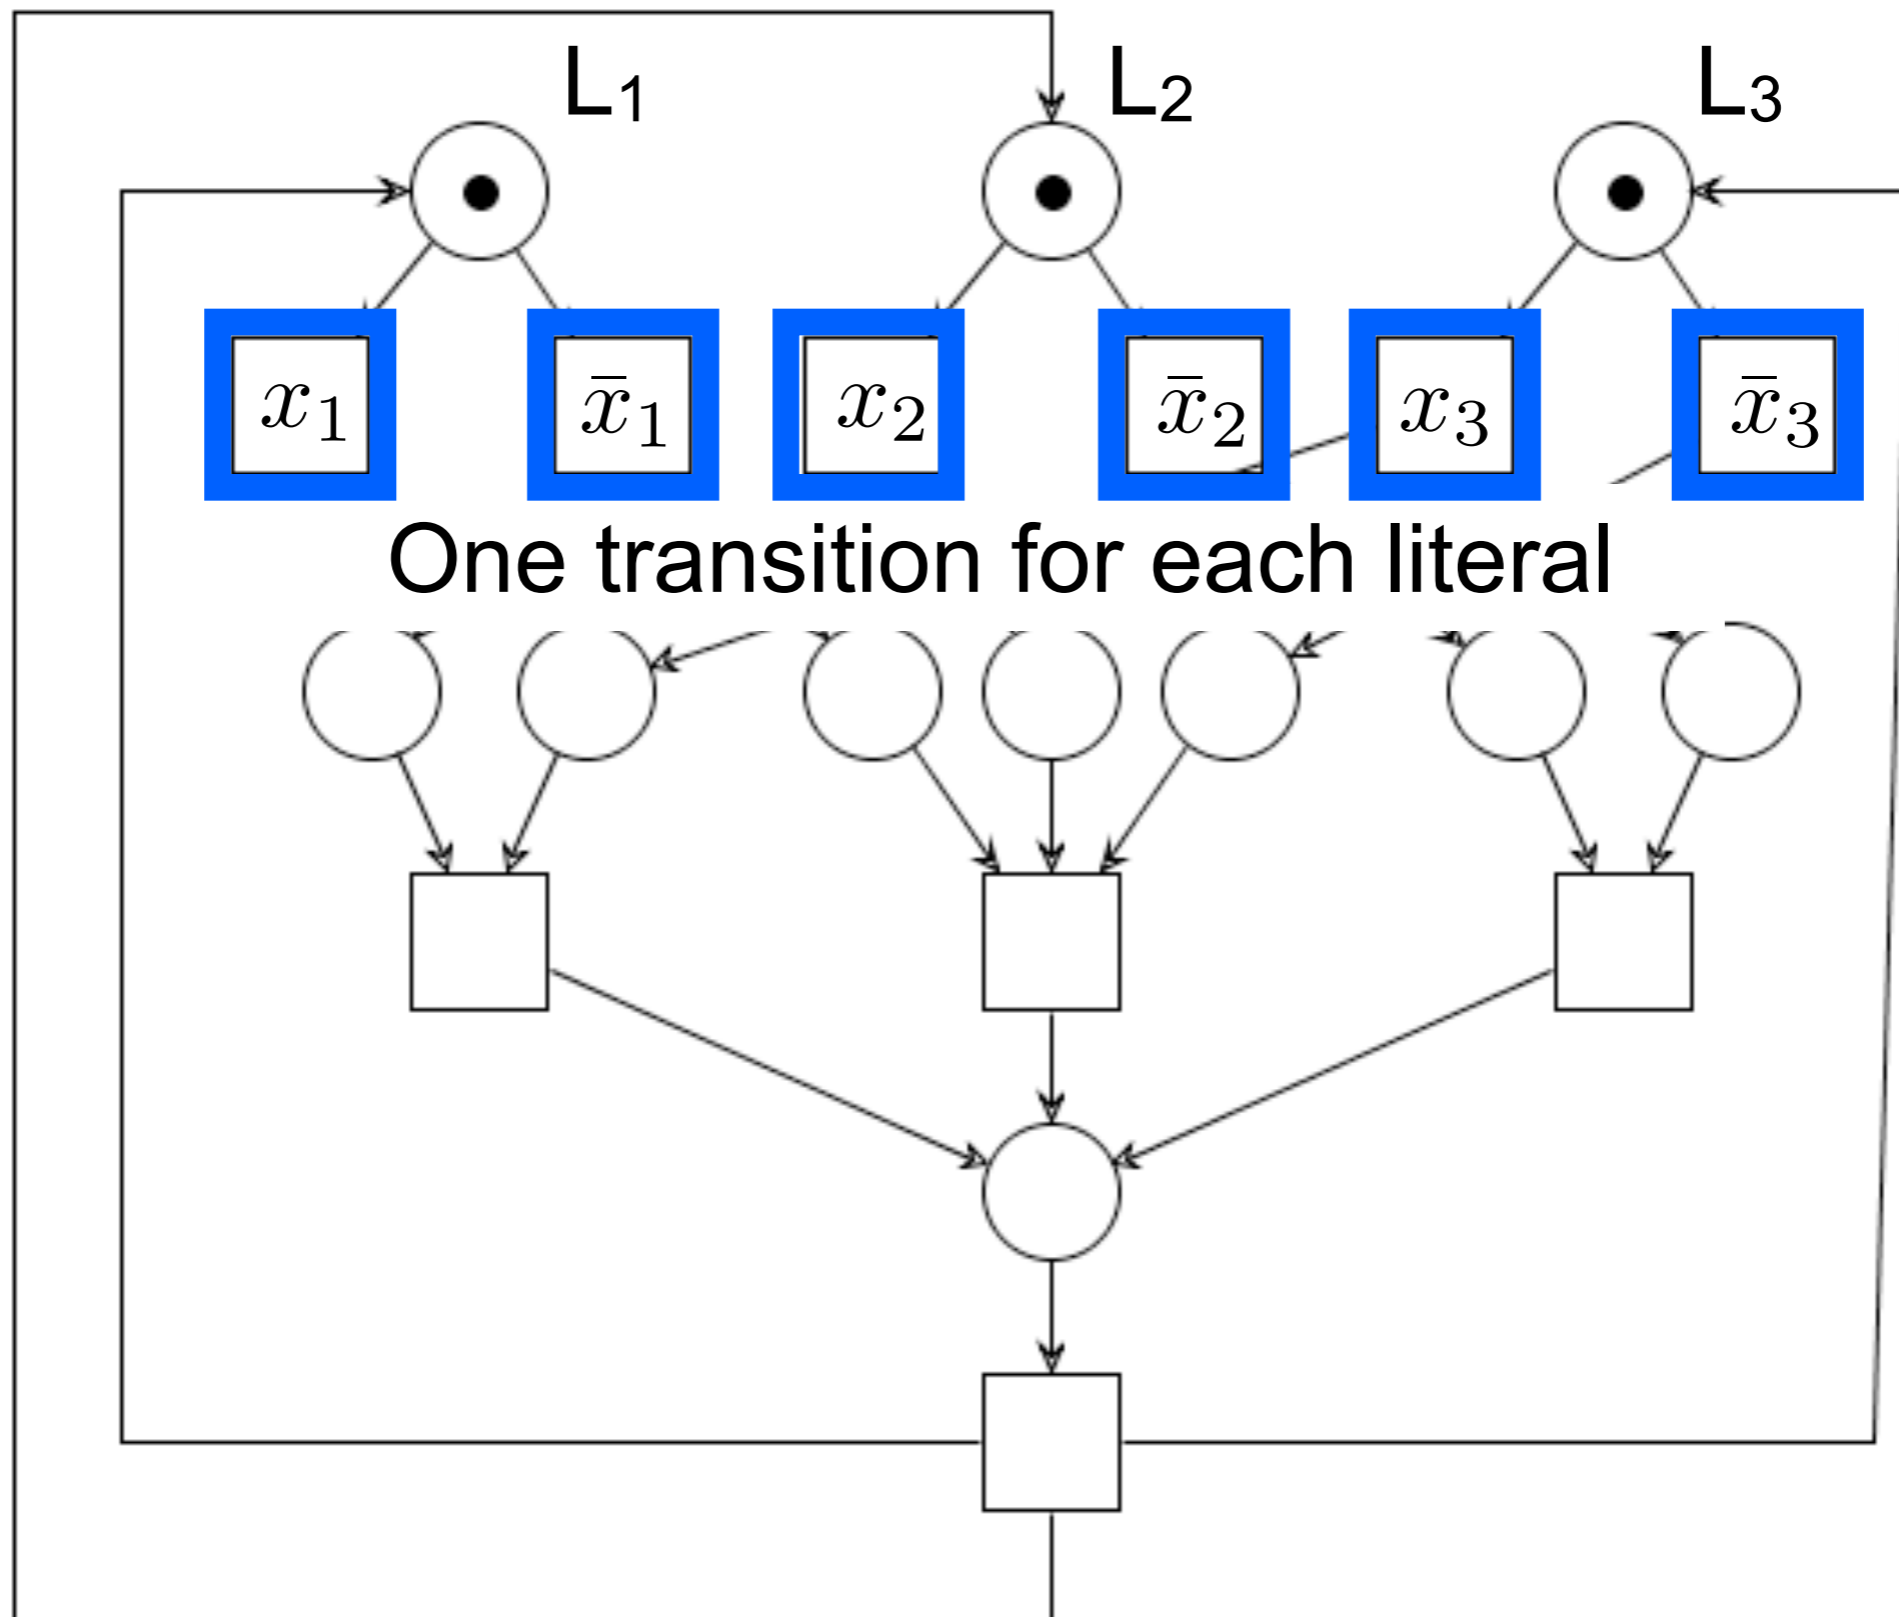 L₁ L₂ L₃
x₁ x̄₁ x₂ x̄₂ x₃ x̄₃
One transition for each literal